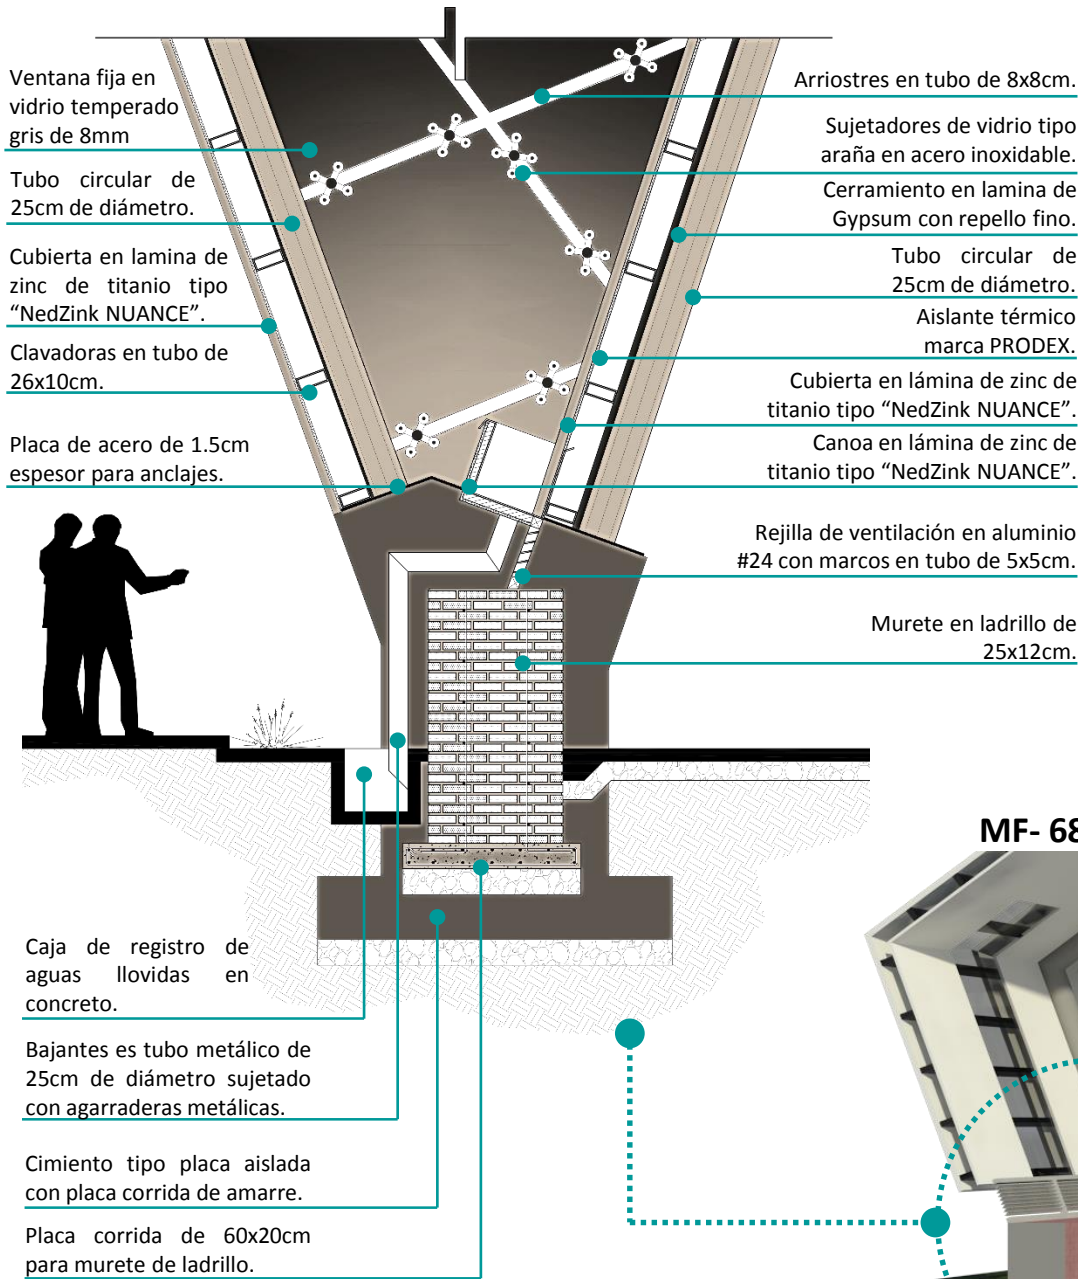 Ventana fija en
vidrio temperado
gris de 8mm
Tubo circular de
25cm de diámetro.
Cubierta en lamina de
zinc de titanio tipo
“NedZink NUANCE”.
Clavadoras en tubo de
26x10cm.
Placa de acero de 1.5cm
espesor para anclajes.
Arriostres en tubo de 8x8cm.
Sujetadores de vidrio tipo
araña en acero inoxidable.
Cerramiento en lamina de
Gypsum con repello fino.
Tubo circular de
25cm de diámetro.
Aislante térmico
marca PRODEX.
Cubierta en lámina de zinc de
titanio tipo “NedZink NUANCE”.
Canoa en lámina de zinc de
titanio tipo “NedZink NUANCE”.
Rejilla de ventilación en aluminio
#24 con marcos en tubo de 5x5cm.
Murete en ladrillo de
25x12cm.
MF- 68
Caja de registro de
aguas llovidas en
concreto.
Bajantes es tubo metálico de
25cm de diámetro sujetado
con agarraderas metálicas.
Cimiento tipo placa aislada
con placa corrida de amarre.
Placa corrida de 60x20cm
para murete de ladrillo.